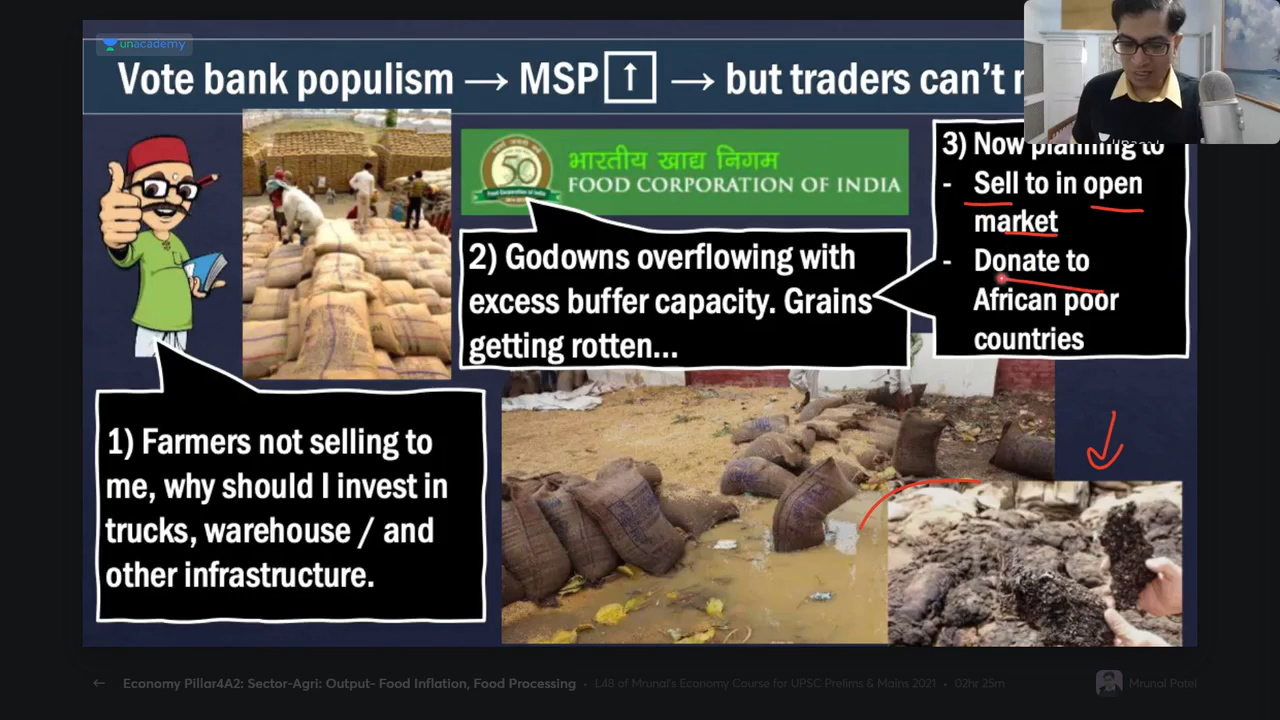 unacademy
Vote bank populism → MSP ↑ → but traders can't
भारतीय खाद्य निगम
FOOD CORPORATION OF INDIA
50
3) Now planning to
- Sell to in open
market
- Donate to
African poor
countries
2) Godowns overflowing with
excess buffer capacity. Grains
getting rotten...
1) Farmers not selling to
me, why should I invest in
trucks, warehouse / and
other infrastructure.
← Economy Pillar4A2: Sector-Agri: Output- Food Inflation, Food Processing • L48 of Mrunal's Economy Course for UPSC Prelims & Mains 2021 • 02hr 25m
Mrunal Patel